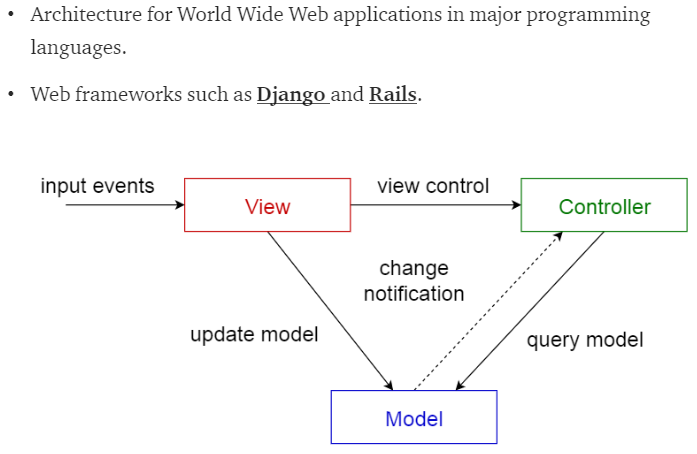 • Architecture for World Wide Web applications in major programming
languages.
• Web frameworks such as Django and Rails.
input events
View
view control
Controller
change
notification
update model
query model
Model